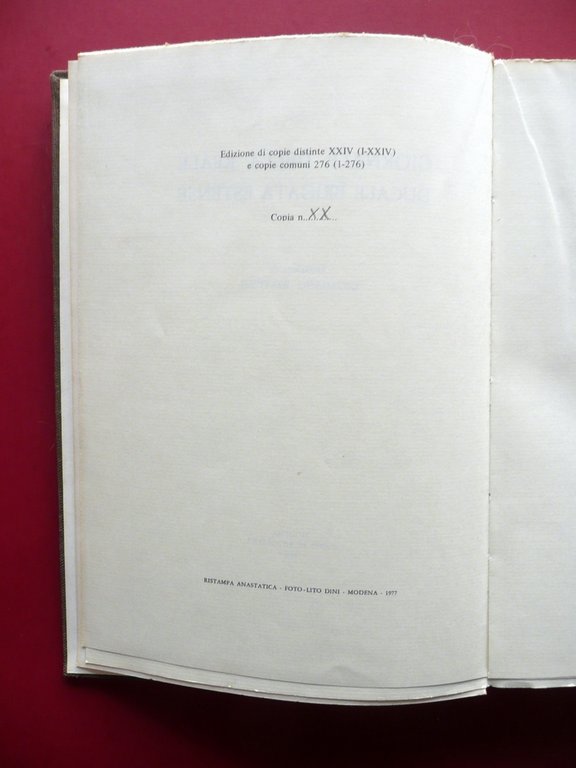 Edizione di copie distinte XXIV (I-XXIV)
e copie comuni 276 (1-276)
Copia n..XX...
RISTAMPA ANASTATICA - FOTO-LITO DINI - MODENA - 1977